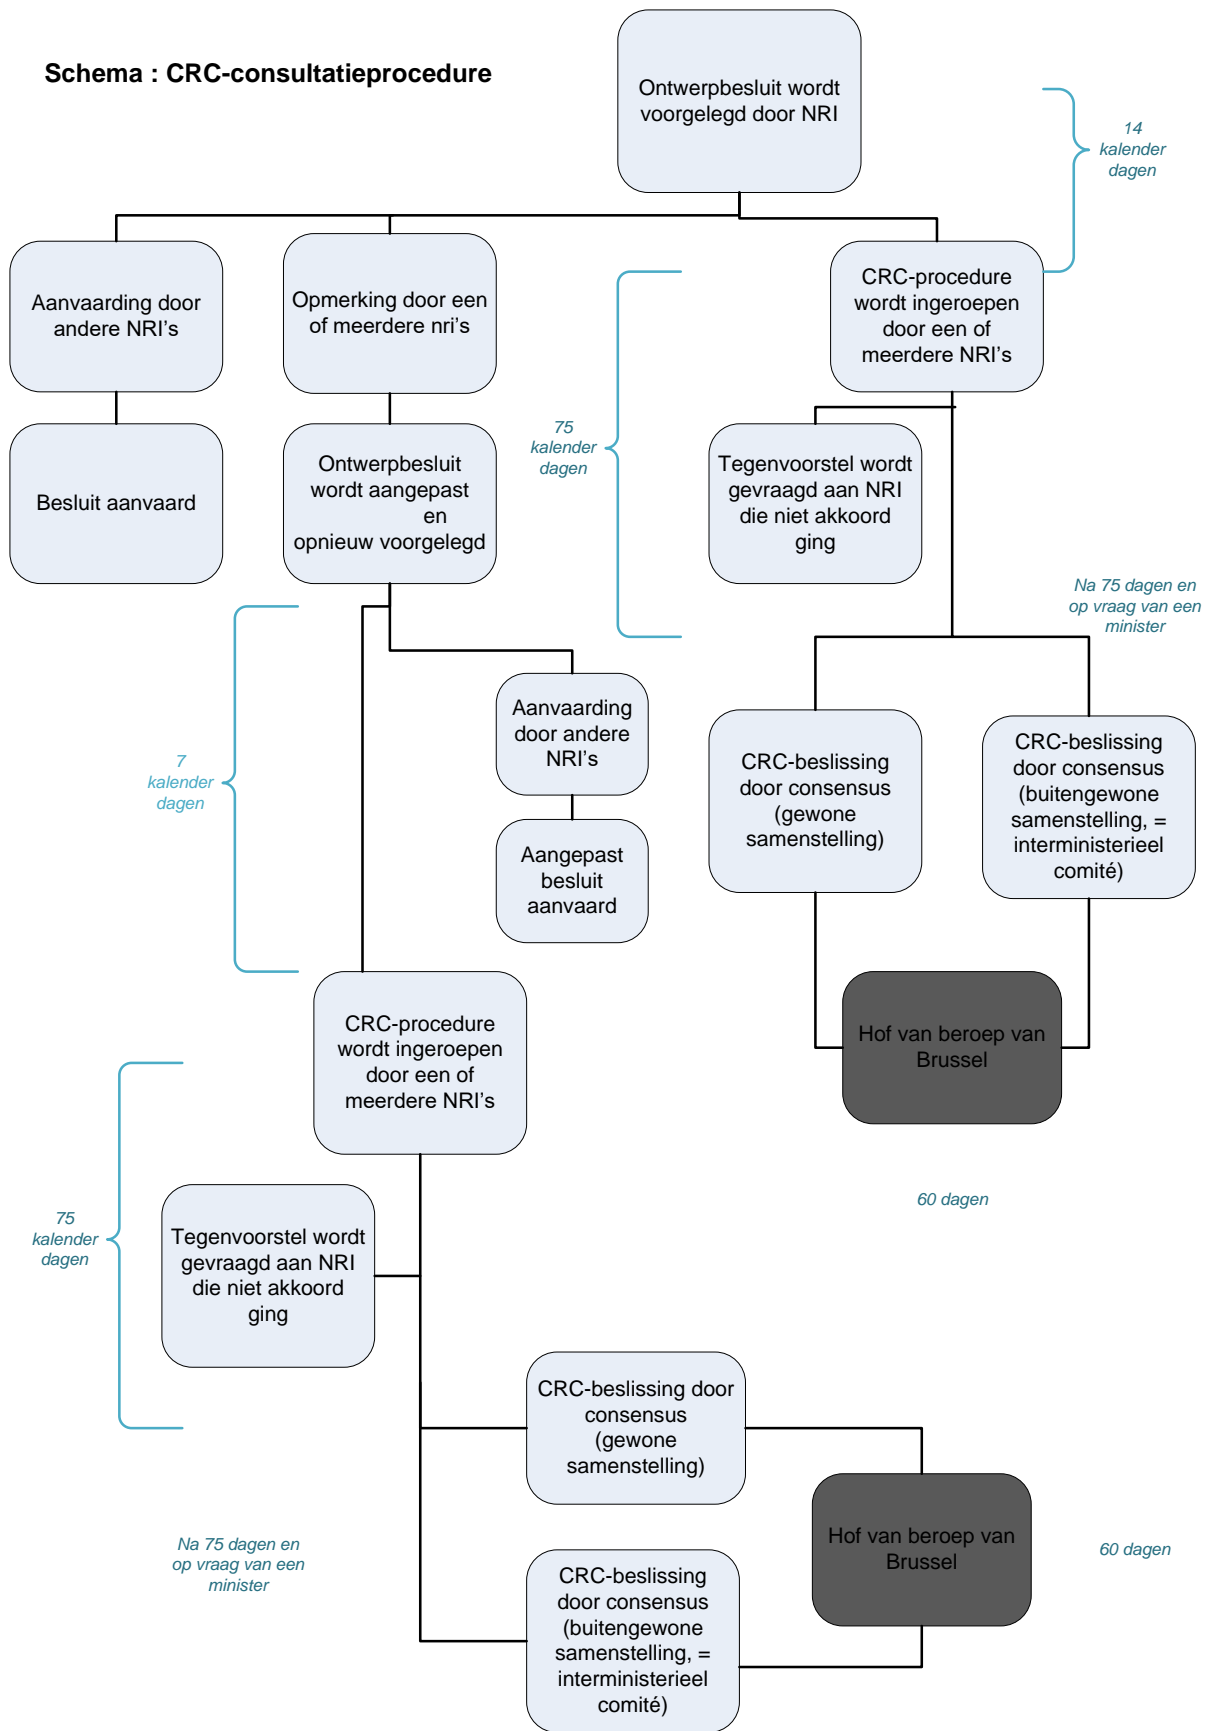 Schema : CRC-consultatieprocedure
Ontwerpbesluit wordt
voorgelegd door NRI
14
kalender
dagen
Aanvaarding door
andere NRI's
Opmerking door een
of meerdere nri's
CRC-procedure
wordt ingeroepen
door een of
meerdere NRI's
75
kalender
dagen
Besluit aanvaard
Ontwerpbesluit
wordt aangepast
en
opnieuw voorgelegd
Tegenvoorstel wordt
gevraagd aan NRI
die niet akkoord
ging
Na 75 dagen en
op vraag van een
minister
7
kalender
dagen
Aanvaarding
door andere
NRI's
Aangepast
besluit
aanvaard
CRC-beslissing
door consensus
(gewone
samenstelling)
CRC-beslissing
door consensus
(buitengewone
samenstelling, =
interministerieel
comité)
Hof van beroep van
Brussel
60 dagen
CRC-procedure
wordt ingeroepen
door een of
meerdere NRI's
75
kalender
dagen
Tegenvoorstel wordt
gevraagd aan NRI
die niet akkoord
ging
CRC-beslissing door
consensus
(gewone
samenstelling)
Na 75 dagen en
op vraag van een
minister
CRC-beslissing
door consensus
(buitengewone
samenstelling, =
interministerieel
comité)
Hof van beroep van
Brussel
60 dagen